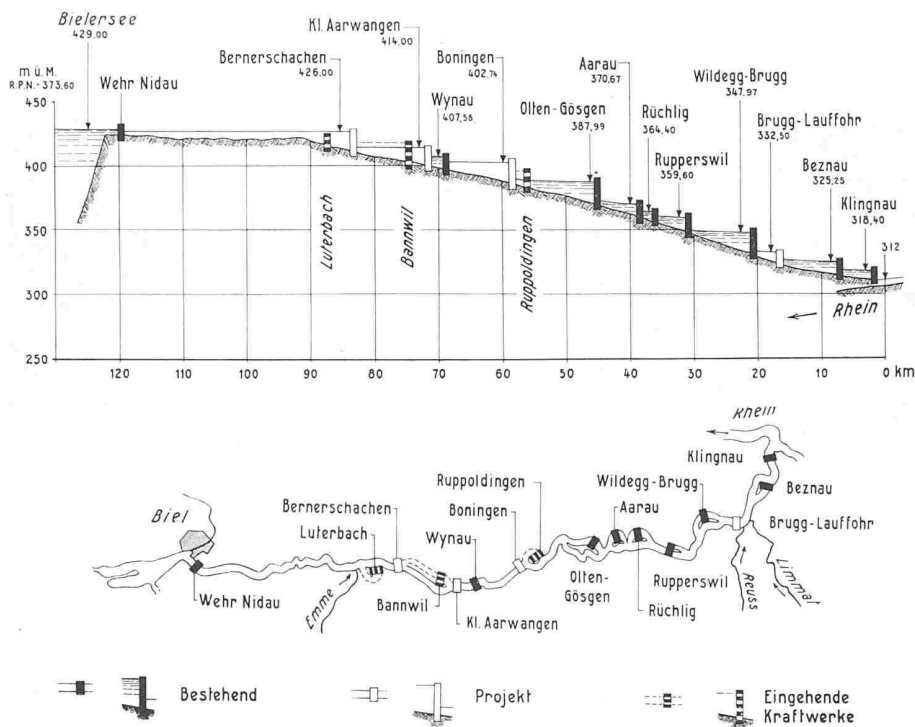 Bielersee
429,00
Kl. Aarwangen
414,00
Bernerschachen
426,00
Boningen
402,74
Aarau
370,67
Wildegg-Brugg
347,97
m ü. M.
R.P.N.=373,60
Wehr Nidau
Wynau
407,58
Olten-Gösgen
387,99
Rüchlig
364,40
Brugg-Lauffohr
332,50
Rupperswil
359,60
Beznau
325,25
Klingnau
318,40
312
450
400
350
300
250
Luterbach
Bannwil
Ruppoldingen
Rhein
120 110 100 90 80 70 60 50 40 30 20 10 0 km
Rhein
Klingnau
Ruppoldingen
Wildegg-Brugg
Beznau
Bernerschachen
Boningen
Aarau
Biel
Luterbach
Wynau
Brugg-Lauffohr
Wehr Nidau
Emme
Bannwil
Kl. Aarwangen
Olten-
Gösgen
Rüchlig
Rupperswil
Reuss
Limmat
Bestehend
Projekt
Eingehende
Kraftwerke